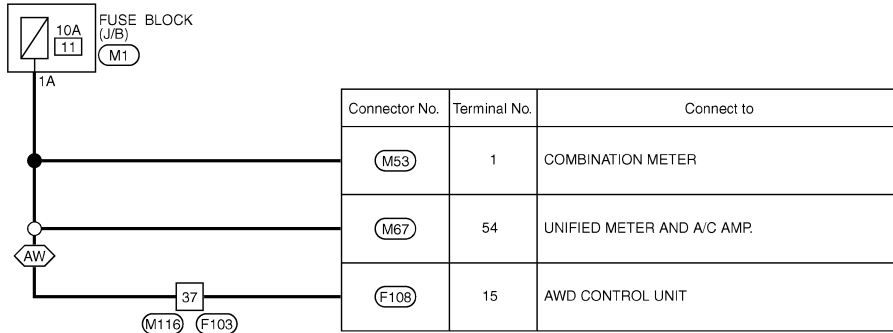 FUSE BLOCK
(J/B)
10A
11
M1
1A
Connector No. Terminal No. Connect to
M53 1 COMBINATION METER
M67 54 UNIFIED METER AND A/C AMP.
AW
F108 15 AWD CONTROL UNIT
37
M116 F103